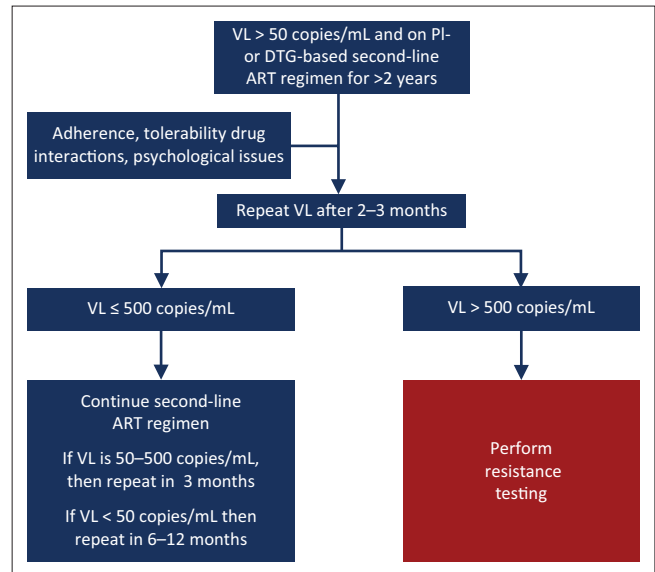 VL > 50 copies/mL and on PI-
or DTG-based second-line
ART regimen for >2 years
Adherence, tolerability drug
interactions, psychological issues
Repeat VL after 2–3 months
VL ≤ 500 copies/mL
VL > 500 copies/mL
Continue second-line
ART regimen
If VL is 50–500 copies/mL,
then repeat in 3 months
If VL < 50 copies/mL then
repeat in 6–12 months
Perform
resistance
testing